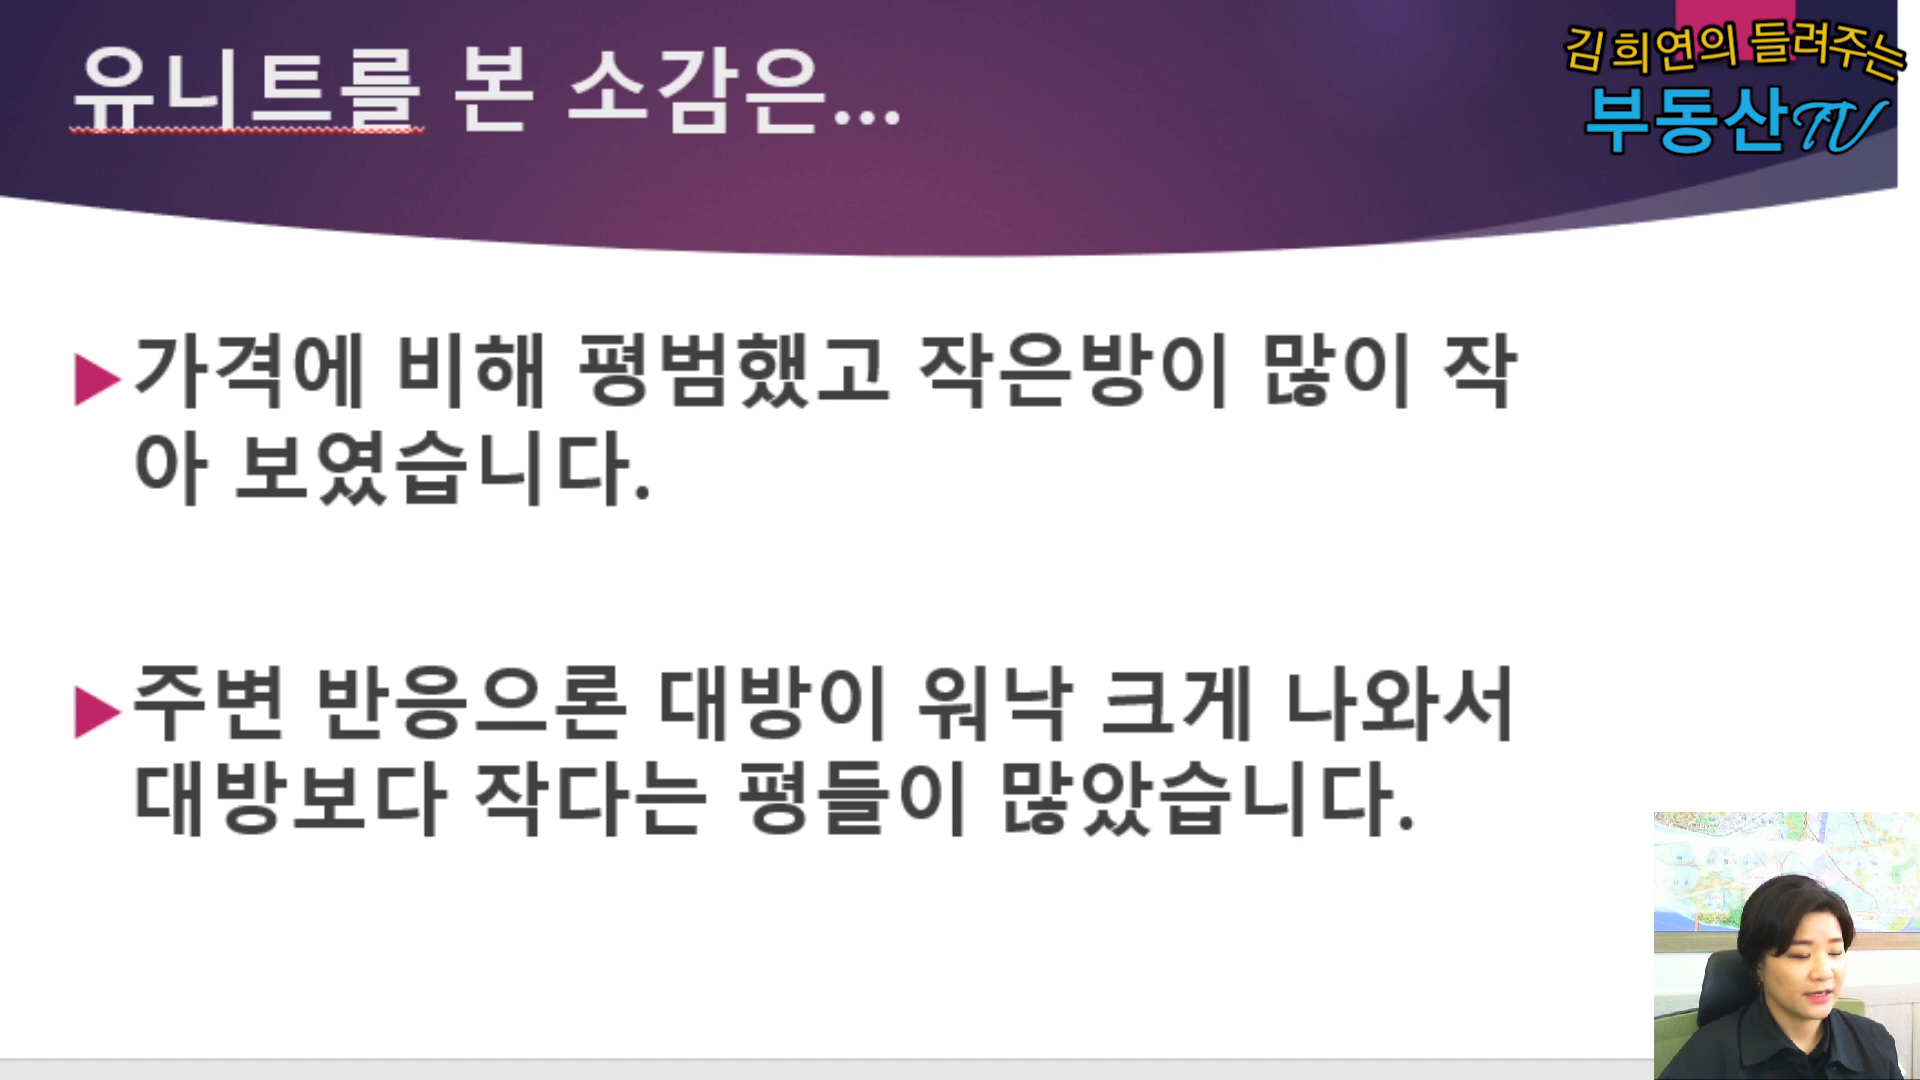 유니트를 본 소감은...
김희연의 들려주는
부동산TV
가격에 비해 평범했고 작은방이 많이 작
아 보였습니다.
주변 반응으론 대방이 워낙 크게 나와서
대방보다 작다는 평들이 많았습니다.